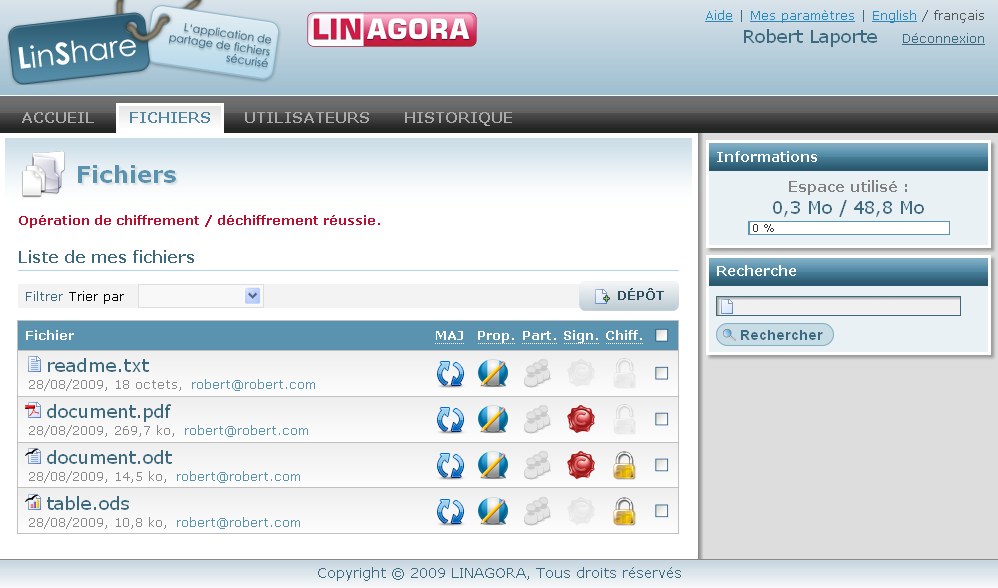 Aide | Mes paramètres | English / français
LinShare
L'application de
partage de fichiers
sécurisé
LINAGORA
Robert Laporte Déconnexion
ACCUEIL FICHIERS UTILISATEURS HISTORIQUE
Fichiers
Opération de chiffrement / déchiffrement réussie.
Liste de mes fichiers
Filtrer Trier par DÉPÔT
Fichier MAJ Prop. Part. Sign. Chiff.
readme.txt
28/08/2009, 18 octets, robert@robert.com
document.pdf
28/08/2009, 269,7 ko, robert@robert.com
document.odt
28/08/2009, 14,5 ko, robert@robert.com
table.ods
28/08/2009, 10,8 ko, robert@robert.com
Informations
Espace utilisé :
0,3 Mo / 48,8 Mo
0 %
Recherche
Rechercher
Copyright © 2009 LINAGORA, Tous droits réservés